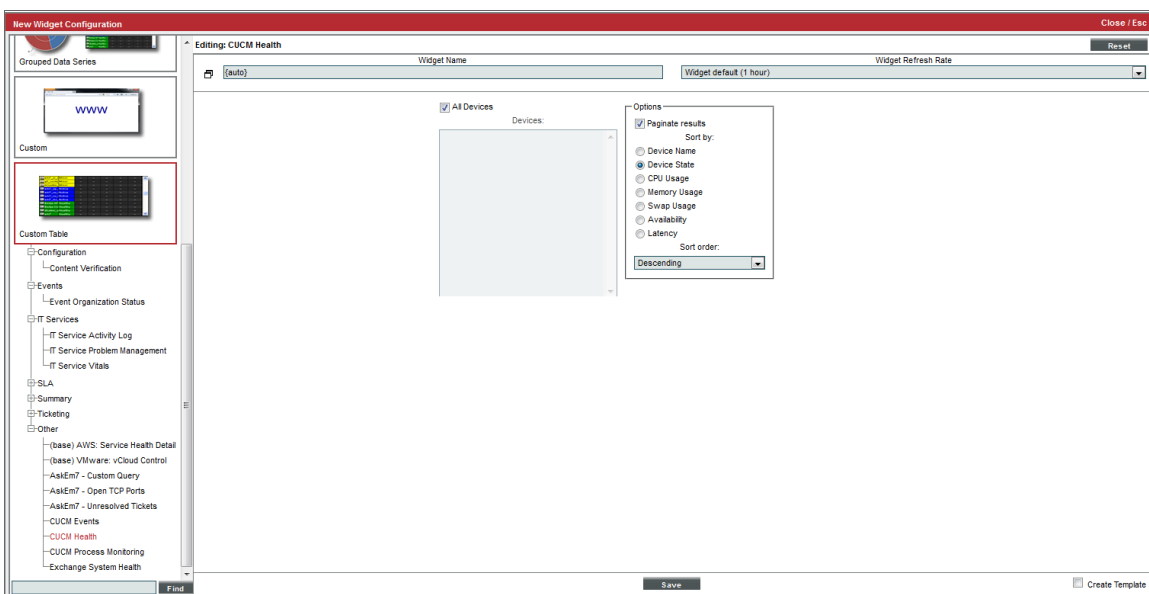 New Widget Configuration
Close / Esc
Grouped Data Series
WWW
Custom
Custom Table
Configuration
Content Verification
Events
Event Organization Status
IT Services
IT Service Activity Log
IT Service Problem Management
IT Service Vitals
SLA
Summary
Ticketing
Other
(base) AWS: Service Health Detail
(base) VMware: vCloud Control
AskEm7 - Custom Query
AskEm7 - Open TCP Ports
AskEm7 - Unresolved Tickets
CUCM Events
CUCM Health
CUCM Process Monitoring
Exchange System Health
Find
Editing: CUCM Health
Reset
Widget Name
Widget Refresh Rate
{auto}
Widget default (1 hour)
All Devices
Devices:
Options
Paginate results
Sort by:
Device Name
Device State
CPU Usage
Memory Usage
Swap Usage
Availability
Latency
Sort order:
Descending
Save
Create Template